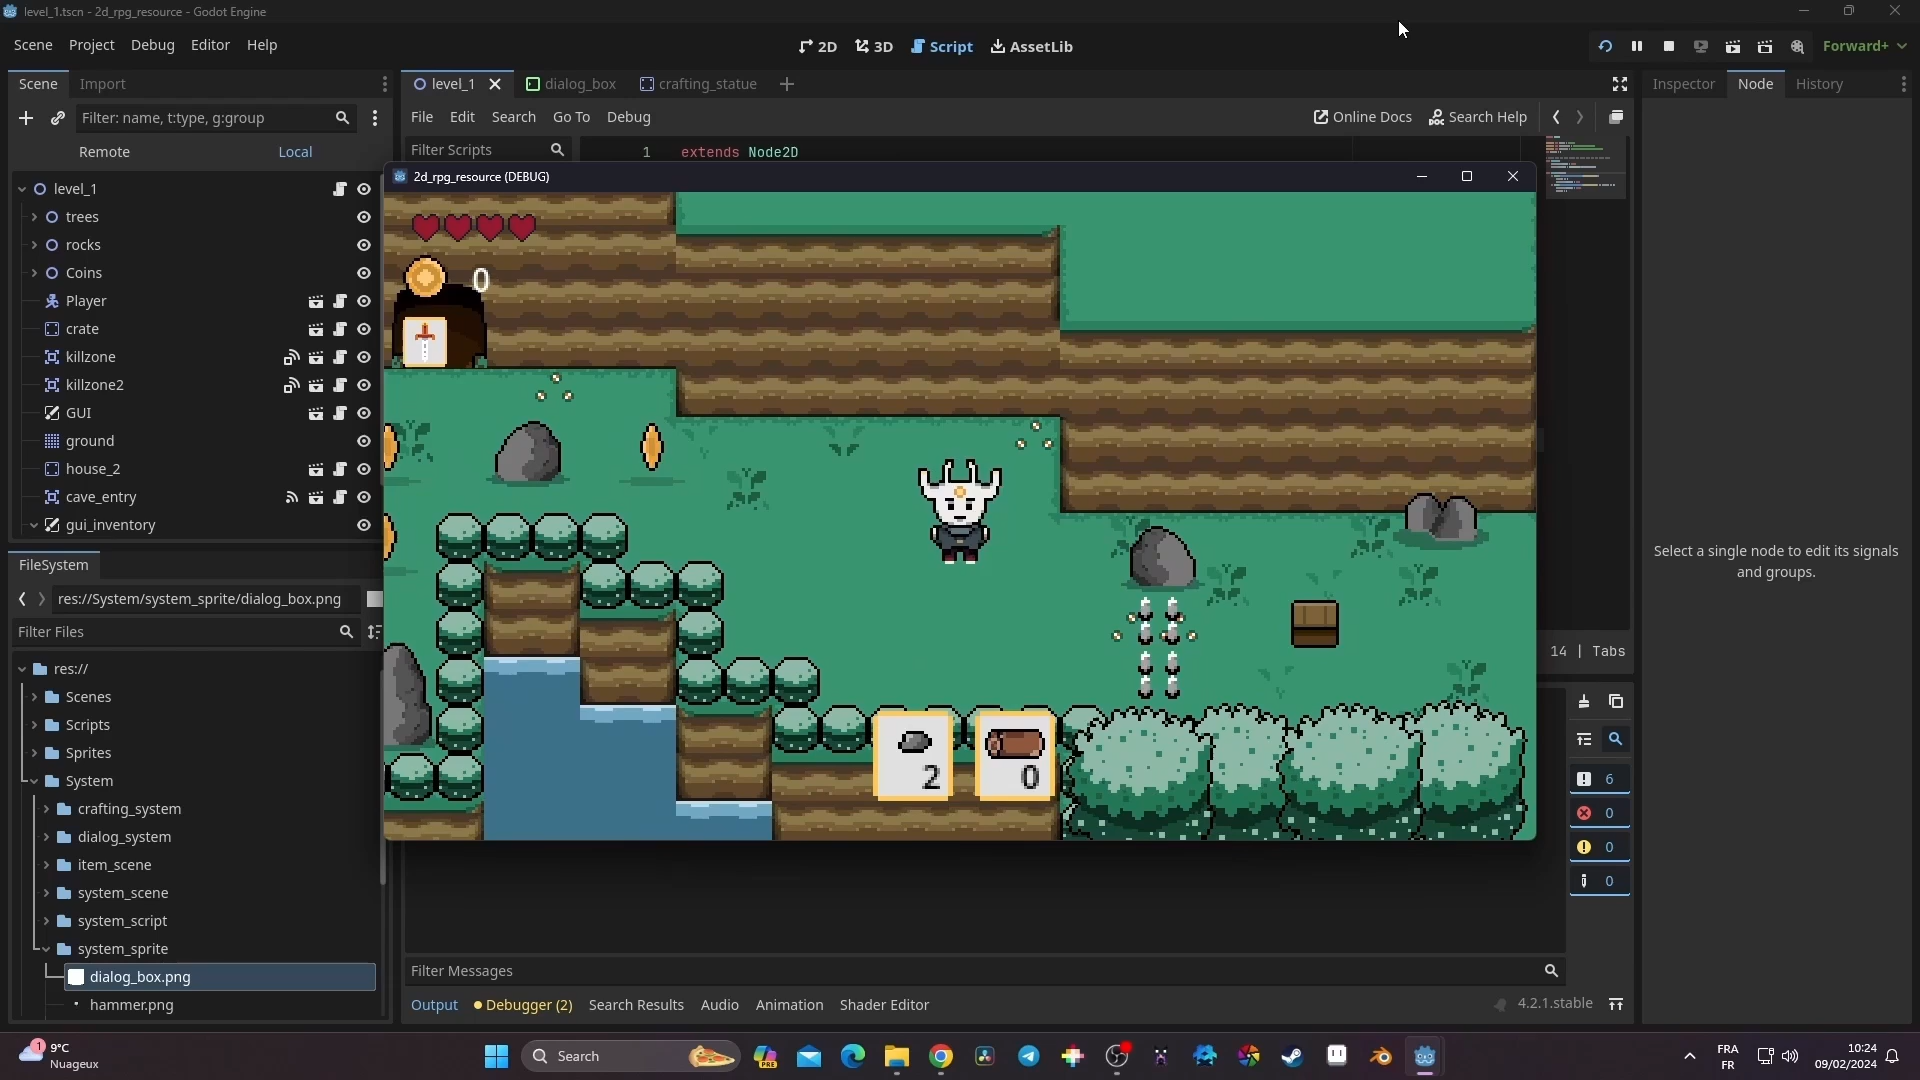 level_1.tscn - 2d_rpg_resource - Godot Engine
Scene Project Debug Editor Help
2D 3D Script AssetLib
Forward+
Scene Import
level_1 dialog_box crafting_statue
Inspector Node History
Filter: name, t:type, g:group
File Edit Search Go To Debug
Online Docs Search Help
Remote Local
Filter Scripts
1 extends Node2D
2d_rpg_resource (DEBUG)
level_1
trees
rocks
Coins
Player
crate
killzone
killzone2
GUI
ground
house_2
cave_entry
gui_inventory
0
2
0
Select a single node to edit its signals
and groups.
FileSystem
res://System/system_sprite/dialog_box.png
Filter Files
res://
Scenes
Scripts
Sprites
System
crafting_system
dialog_system
item_scene
system_scene
system_script
system_sprite
dialog_box.png
hammer.png
14 | Tabs
6
0
0
0
Filter Messages
Output Debugger (2) Search Results Audio Animation Shader Editor
4.2.1.stable
1
9°C
Nuageux
Search
PRE
FRA
FR
10:24
09/02/2024